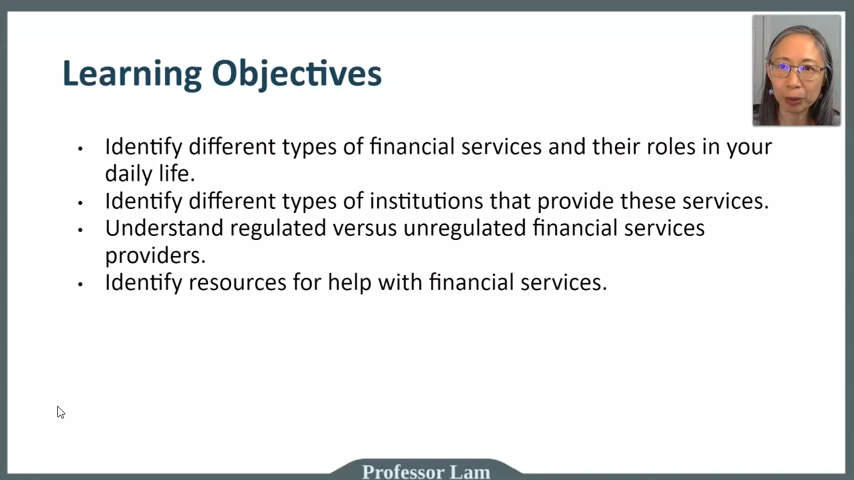 Learning Objectives
• Identify different types of financial services and their roles in your
daily life.
• Identify different types of institutions that provide these services.
• Understand regulated versus unregulated financial services
providers.
• Identify resources for help with financial services.
Professor Lam